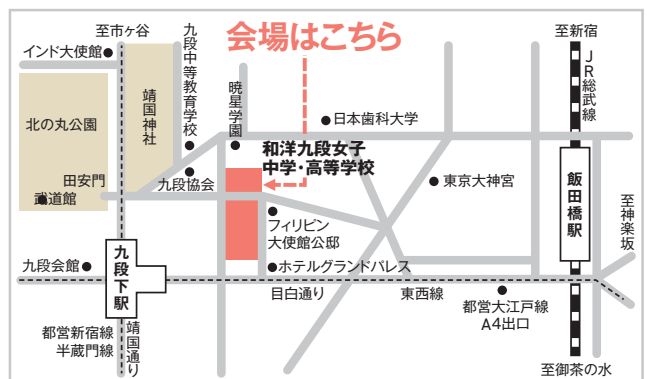 至市ヶ谷
インド大使館
九段中等教育学校
会場はこちら
至新宿
JR総武線
靖国神社
北の丸公園
暁星学園
日本歯科大学
和洋九段女子
中学・高等学校
田安門
武道館
九段協会
東京大神宮
飯田橋駅
至神楽坂
フィリピン
大使館公邸
九段会館
九段下駅
ホテルグランドパレス
目白通り
東西線
都営大江戸線
A4出口
都営新宿線
半蔵門線
靖国通り
至御茶の水